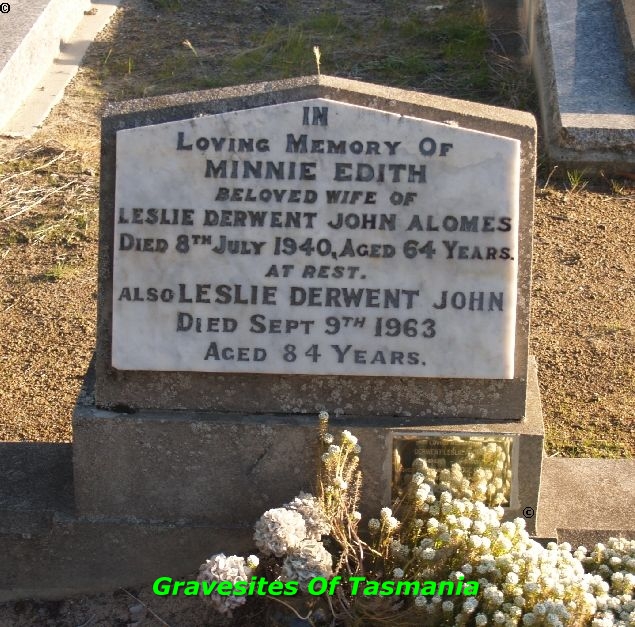 ©
IN
LOVING MEMORY OF
MINNIE EDITH
BELOVED WIFE OF
LESLIE DERWENT JOHN ALOMES
DIED 8TH JULY 1940, AGED 64 YEARS.
AT REST.
ALSO LESLIE DERWENT JOHN
DIED SEPT 9TH 1963
AGED 84 YEARS.
©
Gravesites Of Tasmania